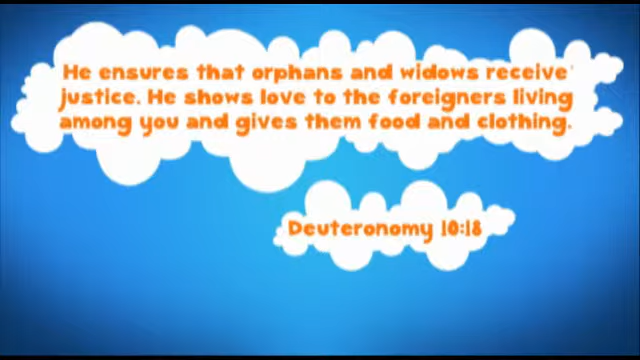 He ensures that orphans and widows receive
justice. He shows love to the foreigners living
among you and gives them food and clothing.
Deuteronomy 10:18